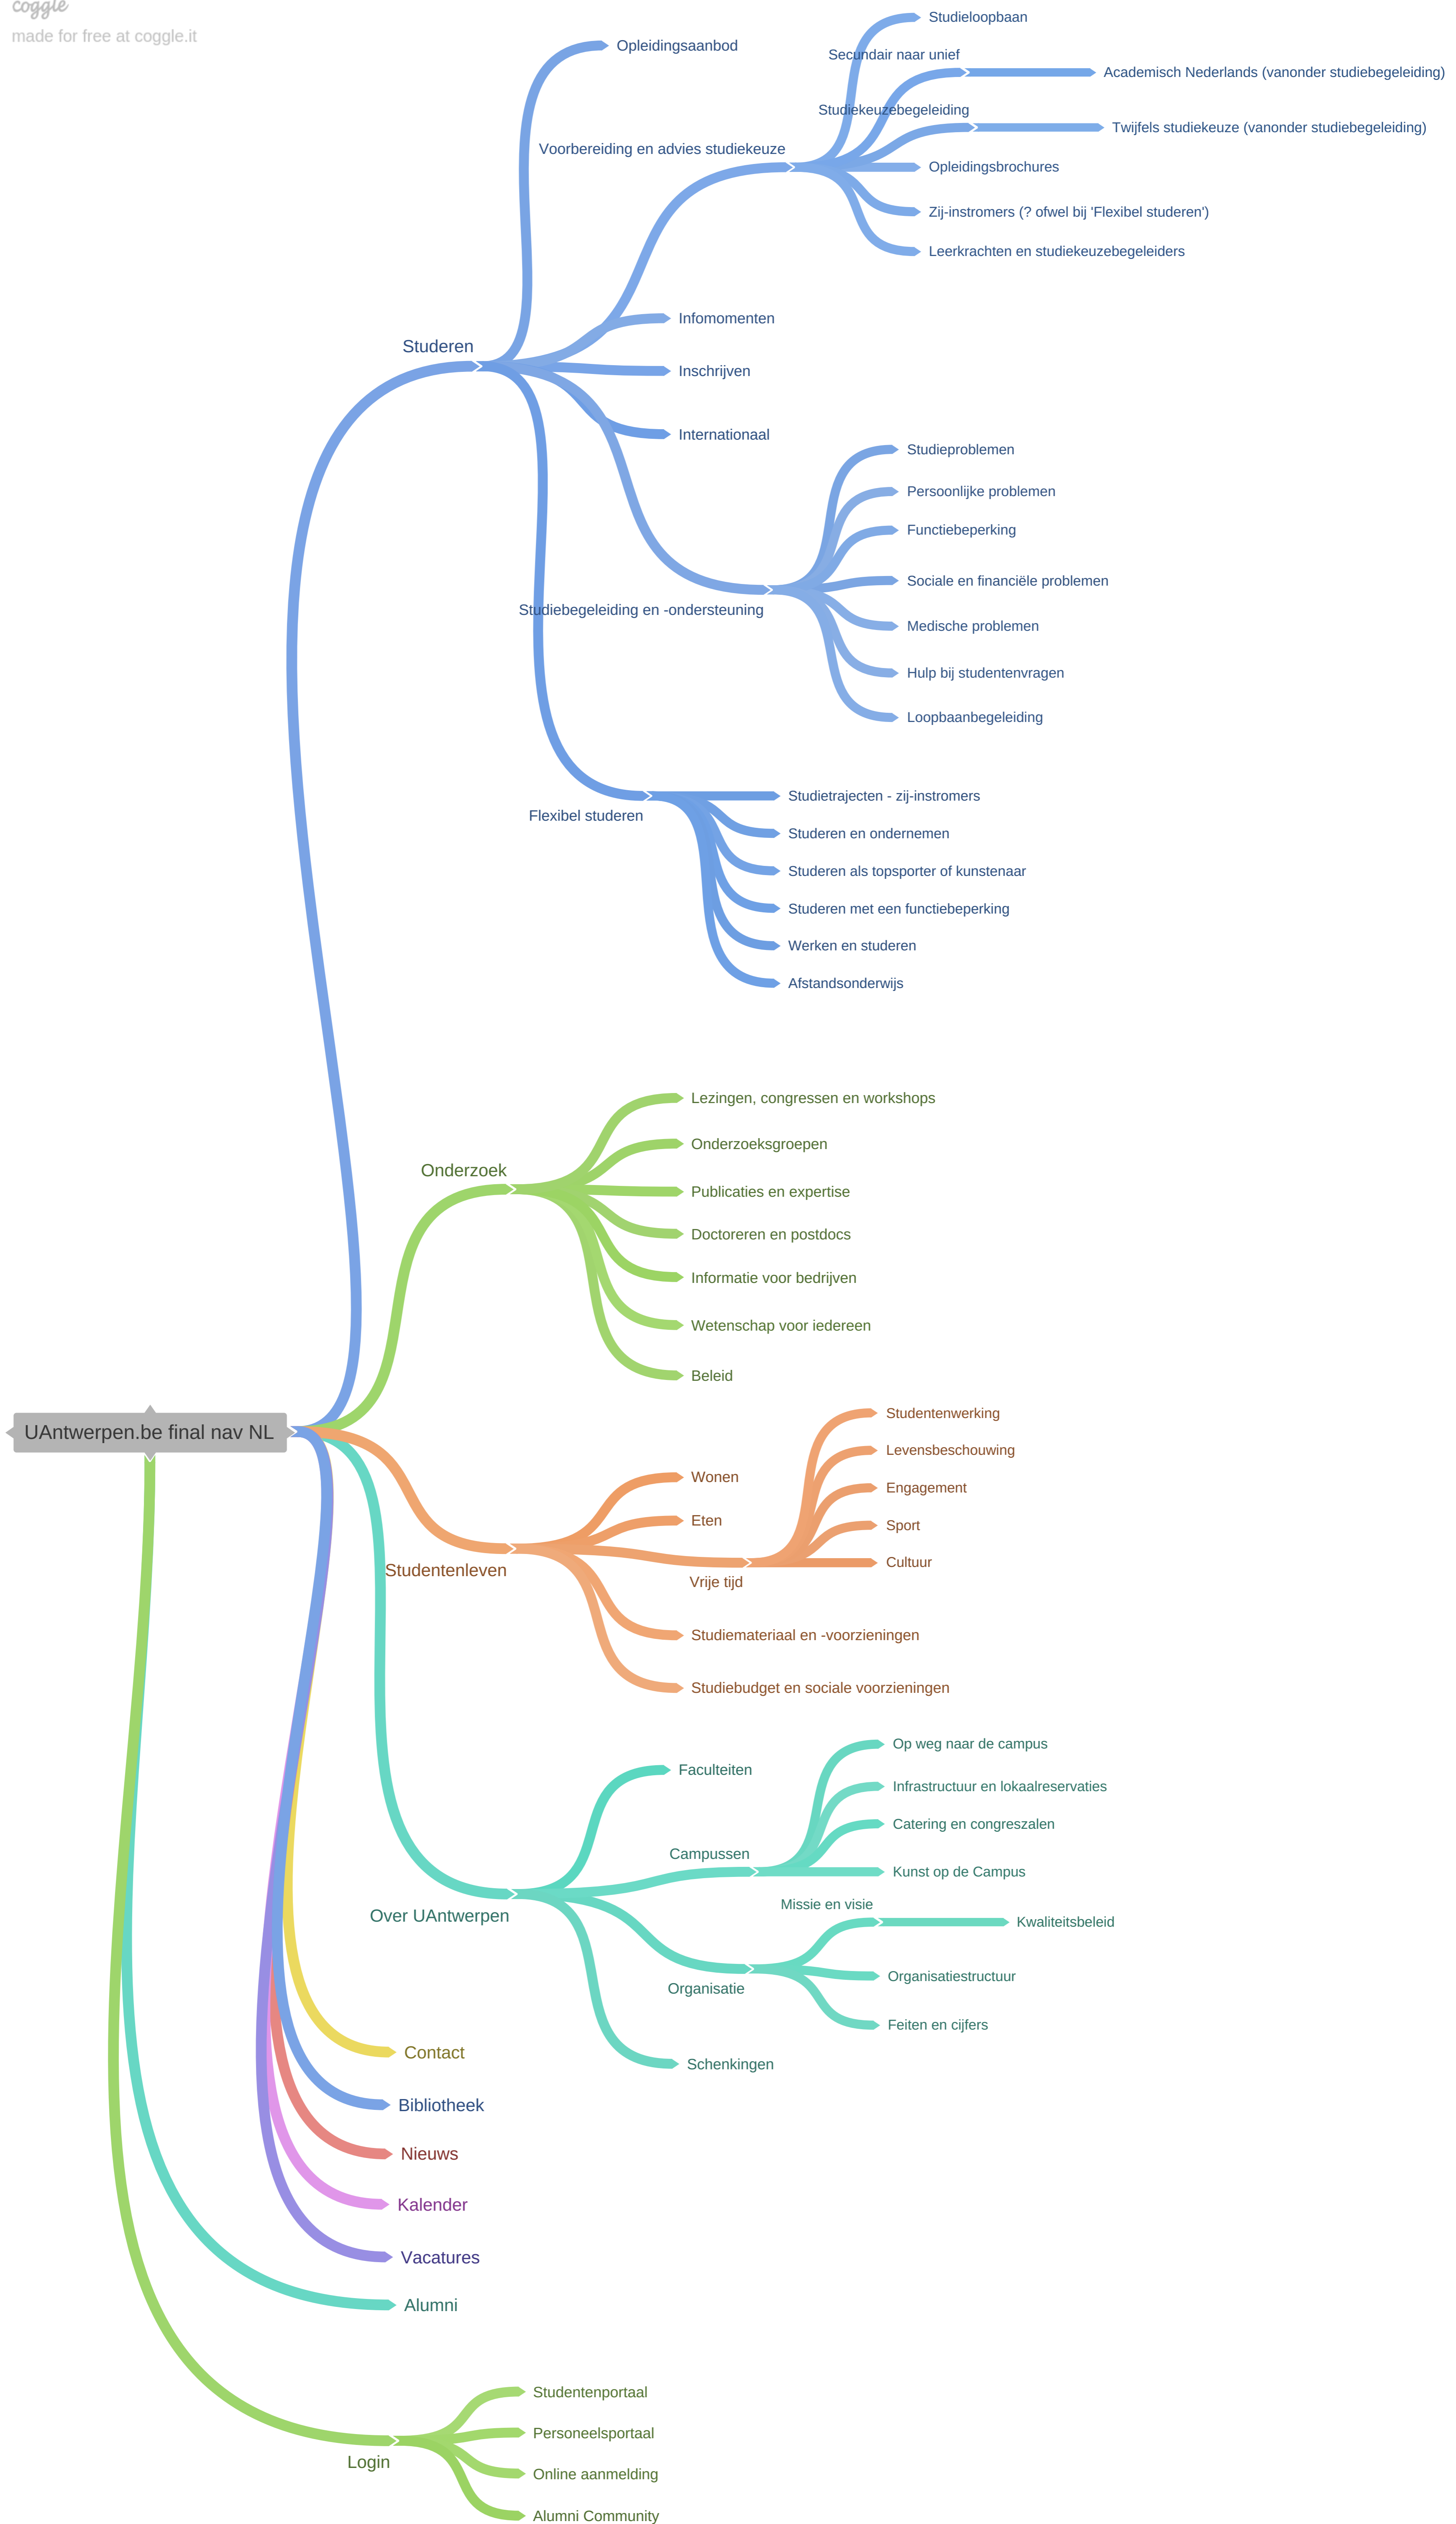 coggle
made for free at coggle.it
Studeren
Opleidingsaanbod
Voorbereiding en advies studiekeuze
Studieloopbaan
Secundair naar unief
Academisch Nederlands (vanonder studiebegeleiding)
Studiekeuzebegeleiding
Twijfels studiekeuze (vanonder studiebegeleiding)
Opleidingsbrochures
Zij-instromers (? ofwel bij 'Flexibel studeren')
Leerkrachten en studiekeuzebegeleiders
Infomomenten
Inschrijven
Internationaal
Studiebegeleiding en -ondersteuning
Studieproblemen
Persoonlijke problemen
Functiebeperking
Sociale en financiële problemen
Medische problemen
Hulp bij studentenvragen
Loopbaanbegeleiding
Flexibel studeren
Studietrajecten - zij-instromers
Studeren en ondernemen
Studeren als topsporter of kunstenaar
Studeren met een functiebeperking
Werken en studeren
Afstandsonderwijs
Onderzoek
Lezingen, congressen en workshops
Onderzoeksgroepen
Publicaties en expertise
Doctoreren en postdocs
Informatie voor bedrijven
Wetenschap voor iedereen
Beleid
UAntwerpen.be final nav NL
Studentenleven
Wonen
Eten
Vrije tijd
Studentenwerking
Levensbeschouwing
Engagement
Sport
Cultuur
Studiemateriaal en -voorzieningen
Studiebudget en sociale voorzieningen
Over UAntwerpen
Faculteiten
Campussen
Op weg naar de campus
Infrastructuur en lokaalreservaties
Catering en congreszalen
Kunst op de Campus
Organisatie
Missie en visie
Kwaliteitsbeleid
Organisatiestructuur
Feiten en cijfers
Schenkingen
Contact
Bibliotheek
Nieuws
Kalender
Vacatures
Alumni
Login
Studentenportaal
Personeelsportaal
Online aanmelding
Alumni Community